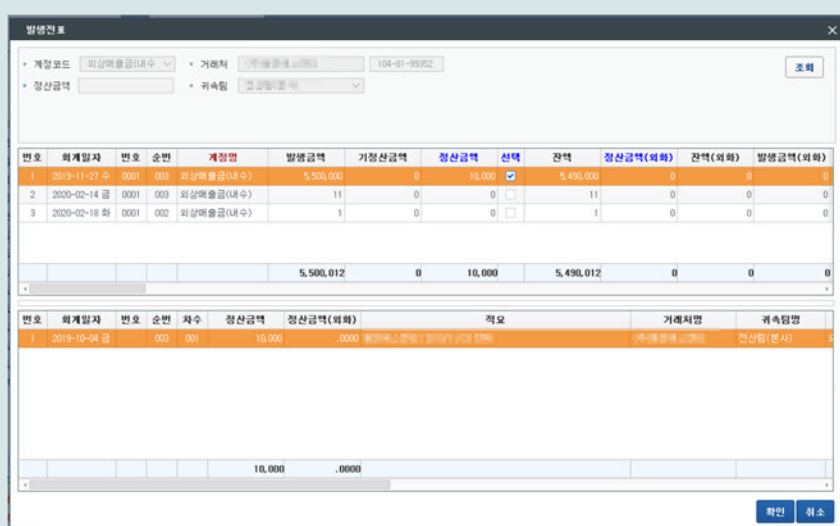 발생전표
• 계정코드 외상매출금(내수 • 거래처 104-81-99352 조회
• 정산금액 • 귀속팀
번호 회계일자 번호 순번 계정명 발생금액 기정산금액 정산금액 선택 잔액 정산금액(외화) 잔액(외화) 발생금액(외화)
1 2019-11-27 수 0001 003 외상매출금(내수) 5,500,000 0 10,000 5,490,000 0 0 0
2 2020-02-14 금 0001 003 외상매출금(내수) 11 0 0 11 0 0 0
3 2020-02-18 화 0001 002 외상매출금(내수) 1 0 0 1 0 0 0
5,500,012 0 10,000 5,490,012 0 0 0
번호 회계일자 번호 순번 차수 정산금액 정산금액(외화) 적요 거래처명 귀속팀명
1 2019-10-04 금 003 001 10,000 .0000 전산팀(본사)
10,000 .0000
확인 취소